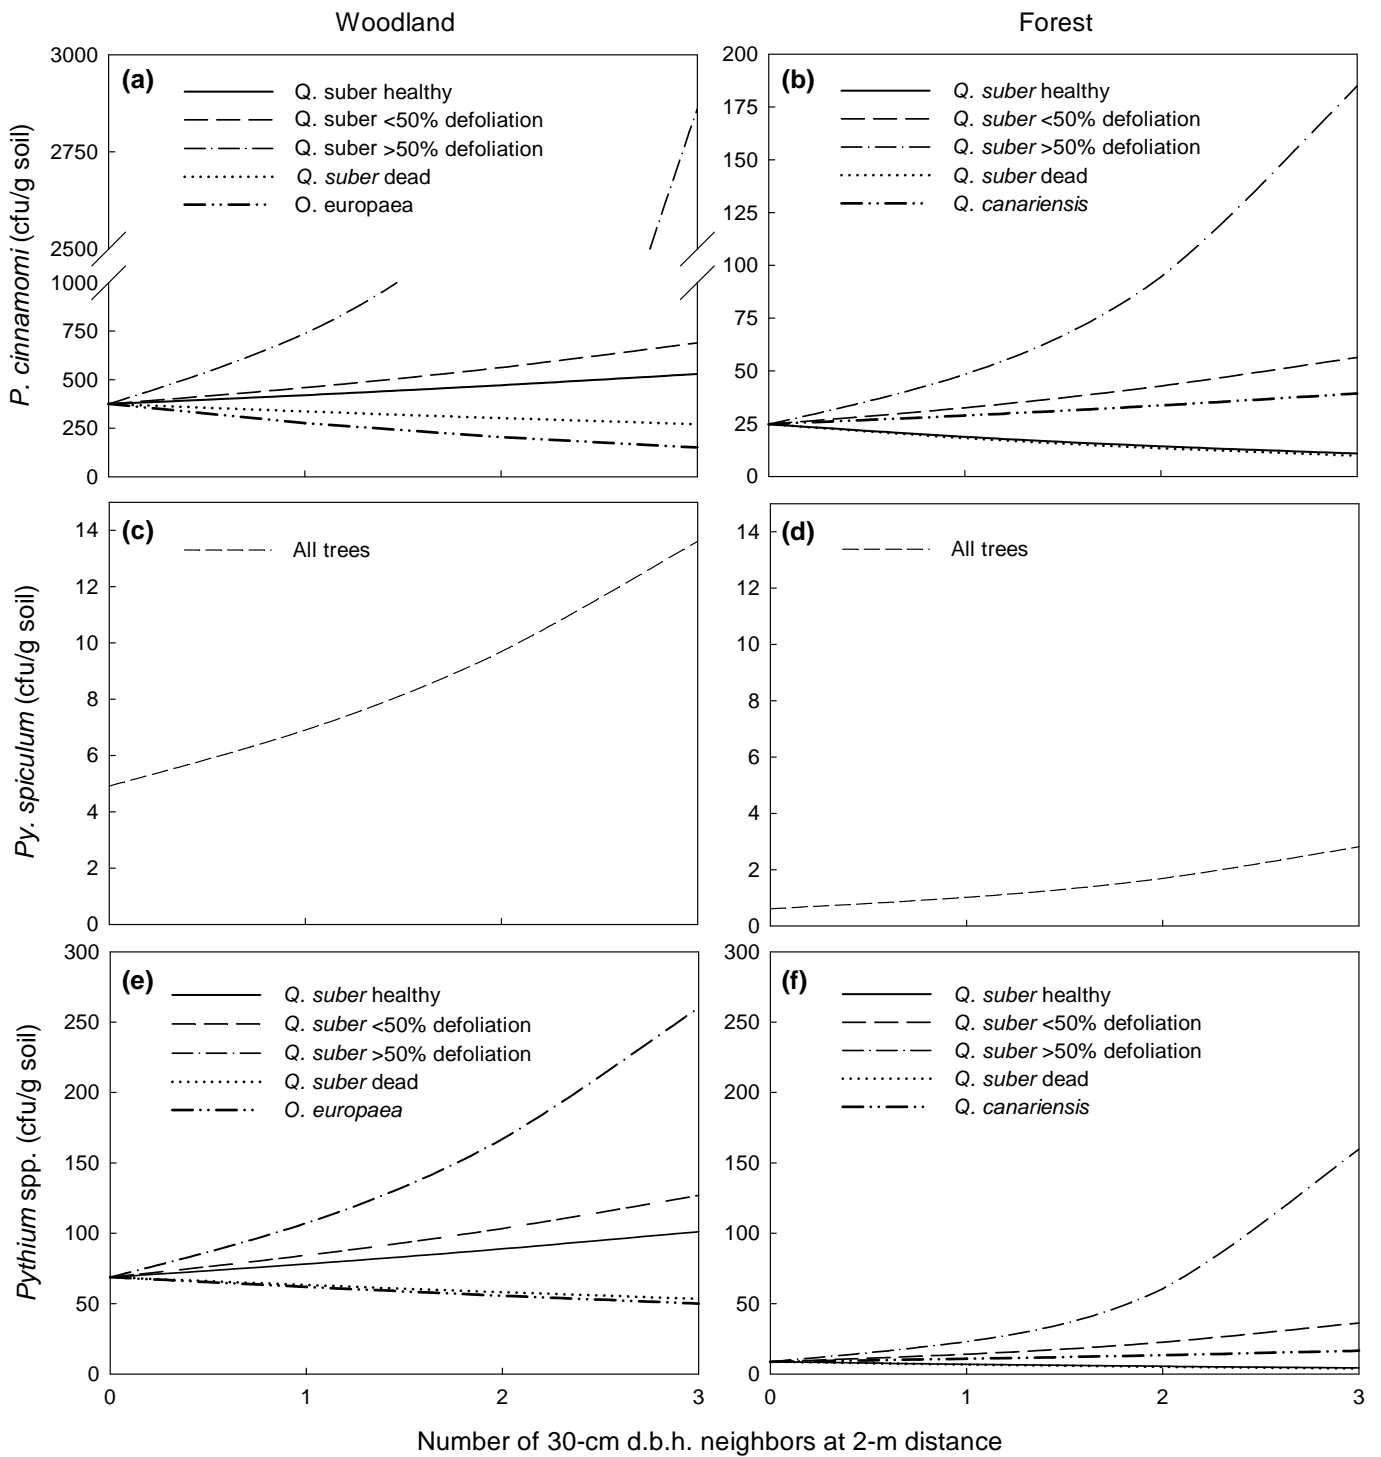 Woodland
Forest
P. cinnamomi (cfu/g soil)
3000
2750
2500
1000
750
500
250
0
(a)
Q. suber healthy
Q. suber <50% defoliation
Q. suber >50% defoliation
Q. suber dead
O. europaea
200
175
150
125
100
75
50
25
0
(b)
Q. suber healthy
Q. suber <50% defoliation
Q. suber >50% defoliation
Q. suber dead
Q. canariensis
Py. spiculum (cfu/g soil)
14
12
10
8
6
4
2
0
(c)
All trees
14
12
10
8
6
4
2
0
(d)
All trees
Pythium spp. (cfu/g soil)
300
250
200
150
100
50
0
(e)
Q. suber healthy
Q. suber <50% defoliation
Q. suber >50% defoliation
Q. suber dead
O. europaea
0 1 2 3
300
250
200
150
100
50
0
(f)
Q. suber healthy
Q. suber <50% defoliation
Q. suber >50% defoliation
Q. suber dead
Q. canariensis
0 1 2 3
Number of 30-cm d.b.h. neighbors at 2-m distance